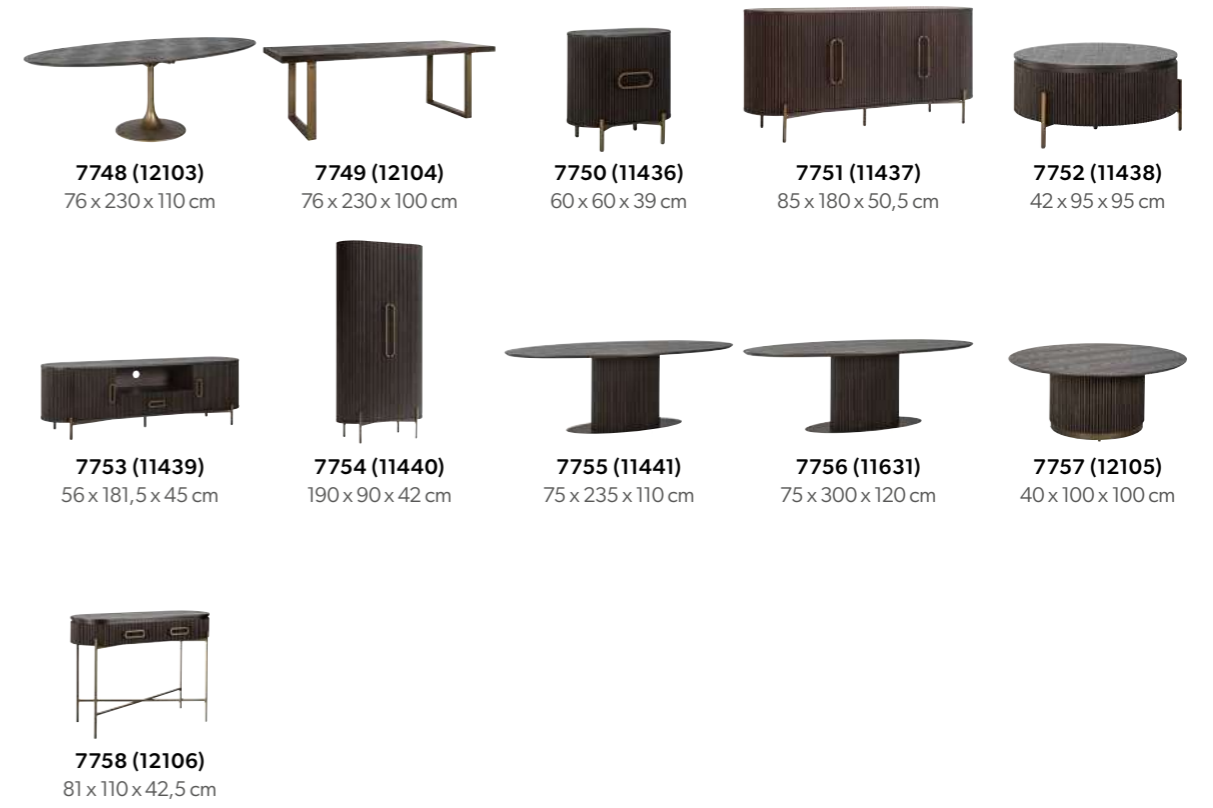 7748 (12103)
76 x 230 x 110 cm
7749 (12104)
76 x 230 x 100 cm
7750 (11436)
60 x 60 x 39 cm
7751 (11437)
85 x 180 x 50,5 cm
7752 (11438)
42 x 95 x 95 cm
7753 (11439)
56 x 181,5 x 45 cm
7754 (11440)
190 x 90 x 42 cm
7755 (11441)
75 x 235 x 110 cm
7756 (11631)
75 x 300 x 120 cm
7757 (12105)
40 x 100 x 100 cm
7758 (12106)
81 x 110 x 42,5 cm